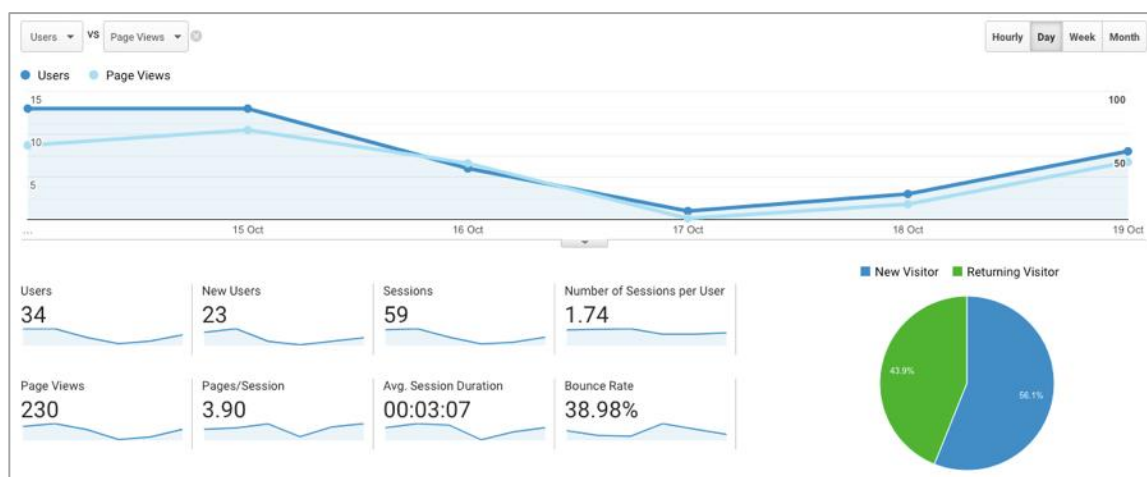 Users vs Page Views
Hourly Day Week Month
Users Page Views
15 100
10
50
5
... 15 Oct 16 Oct 17 Oct 18 Oct 19 Oct
New Visitor Returning Visitor
Users New Users Sessions Number of Sessions per User
34 23 59 1.74
43.9%
56.1%
Page Views Pages/Session Avg. Session Duration Bounce Rate
230 3.90 00:03:07 38.98%